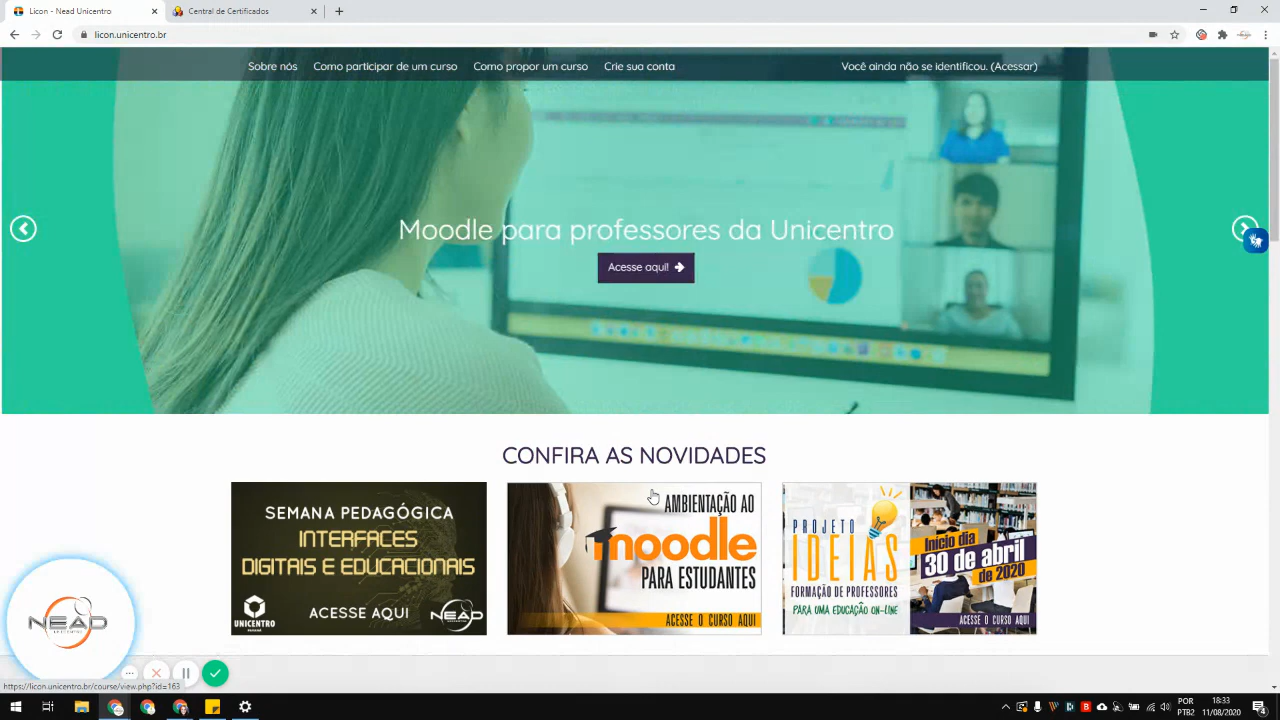 Licon - Nead Unicentro
Central de Certificados
licon.unicentro.br
Sobre nós
Como participar de um curso
Como propor um curso
Crie sua conta
Você ainda não se identificou. (Acessar)
Moodle para professores da Unicentro
Acesse aqui!
CONFIRA AS NOVIDADES
SEMANA PEDAGÓGICA
INTERFACES
DIGITAIS E EDUCACIONAIS
ACESSE AQUI
UNICENTRO
PARANÁ
NEAD
AMBIENTAÇÃO AO
moodle
PARA ESTUDANTES
ACESSE O CURSO AQUI
PROJETO
IDEIAS
FORMAÇÃO DE PROFESSORES
PARA UMA EDUCAÇÃO ON-LINE
Início dia
30 de abril
de 2020
ACESSE O CURSO AQUI
NEAD
UNICENTRO
https://licon.unicentro.br/course/view.php?id=163
POR
PTB2
18:33
11/08/2020
4